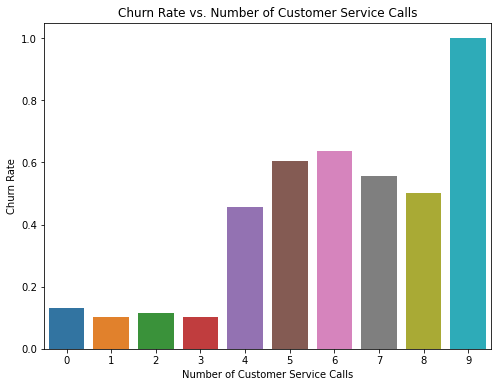 Churn Rate vs. Number of Customer Service Calls
1.0
0.8
0.6
0.4
0.2
0.0
Churn Rate
0 1 2 3 4 5 6 7 8 9
Number of Customer Service Calls